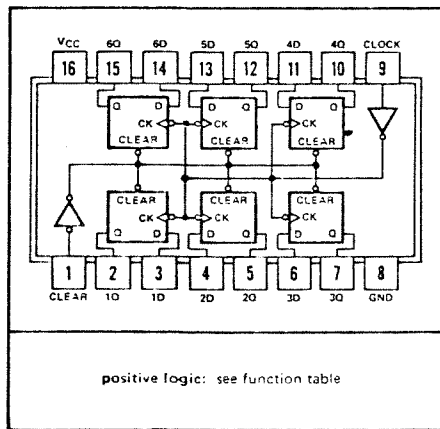 VCC 6Q 6D 5D 5Q 4D 4Q CLOCK
16 15 14 13 12 11 10 9
Q D D Q D Q
CK CK CK
CLEAR CLEAR CLEAR
CLEAR CLEAR CLEAR
CK CK CK
Q D D Q D Q
1 2 3 4 5 6 7 8
CLEAR 1Q 1D 2D 2Q 3D 3Q GND
positive logic: see function table